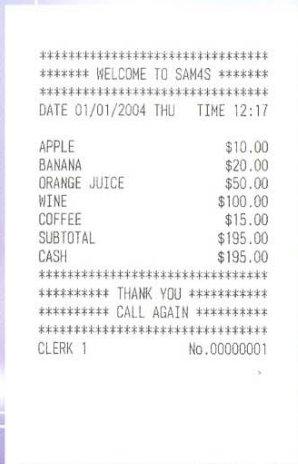 ********************************
******* WELCOME TO SAM4S *******
********************************
DATE 01/01/2004 THU TIME 12:17
APPLE $10.00
BANANA $20.00
ORANGE JUICE $50.00
WINE $100.00
COFFEE $15.00
SUBTOTAL $195.00
CASH $195.00
********************************
********** THANK YOU ***********
********** CALL AGAIN **********
********************************
CLERK 1 No.00000001